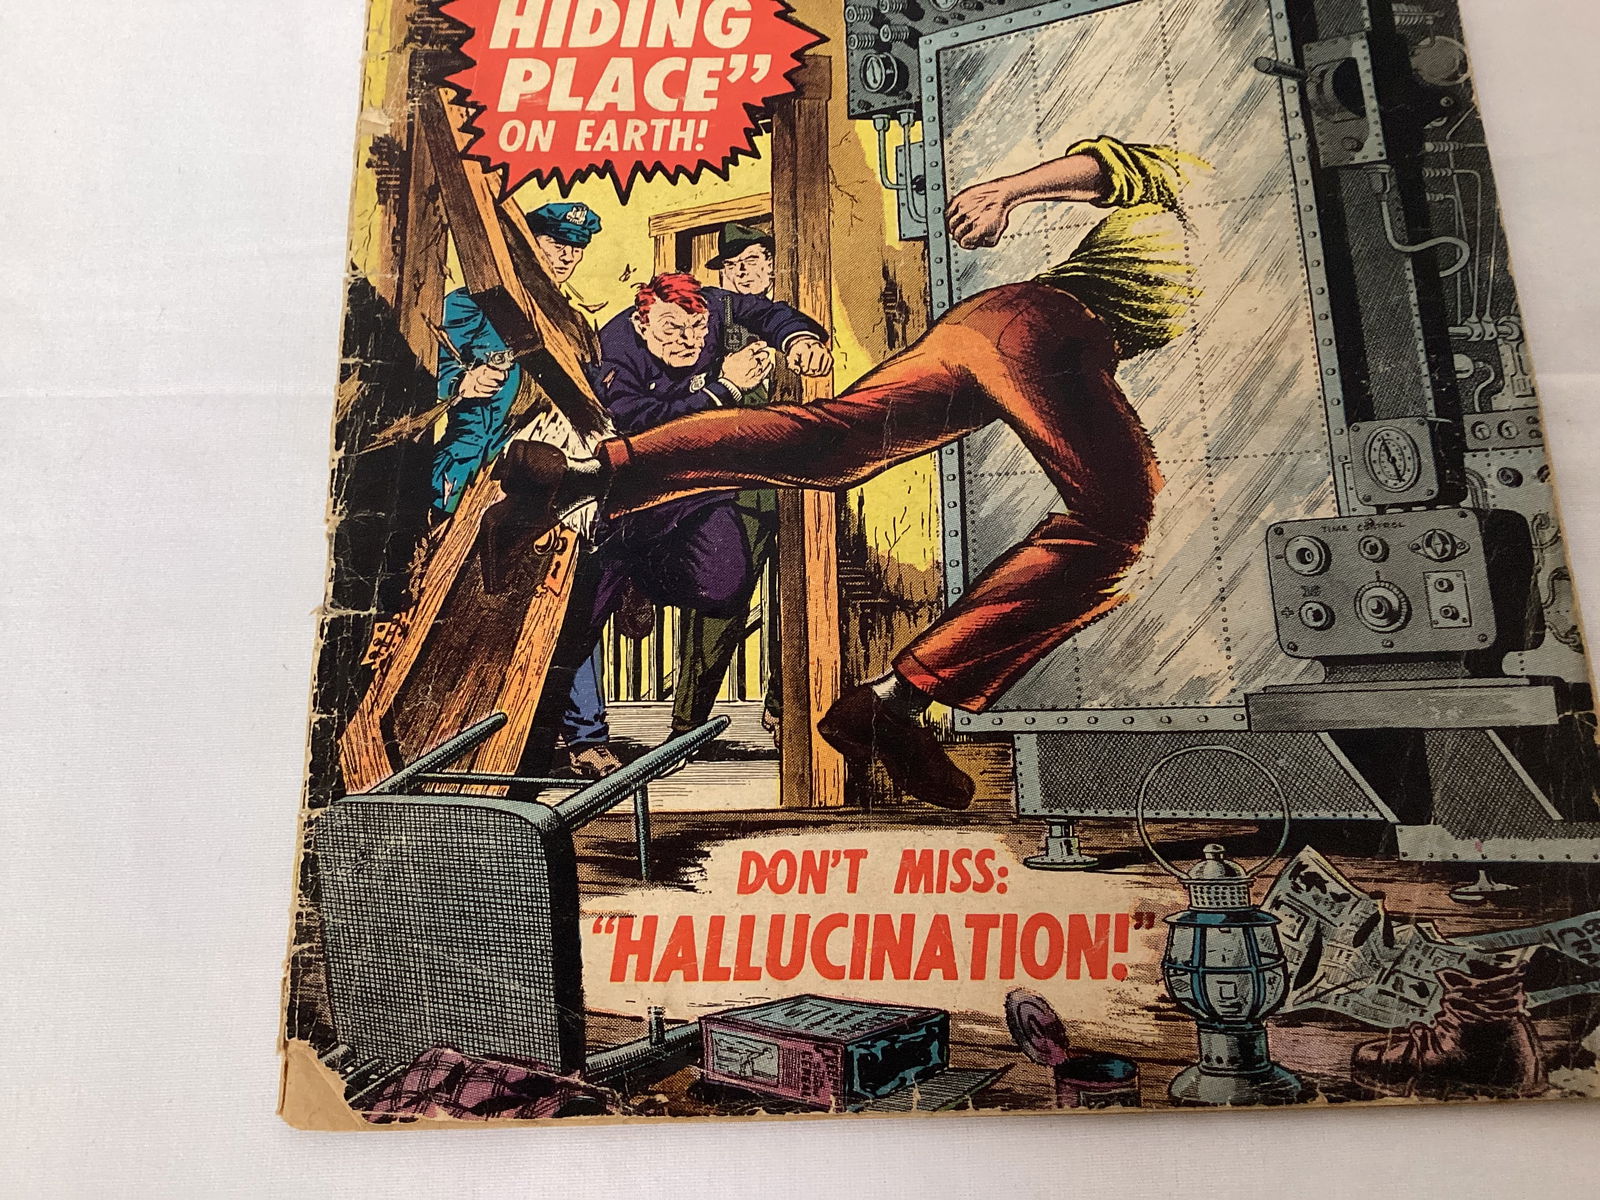 HIDING
PLACE”
ON EARTH!
TIME CONTROL
DON'T MISS:
“HALLUCINATION!”